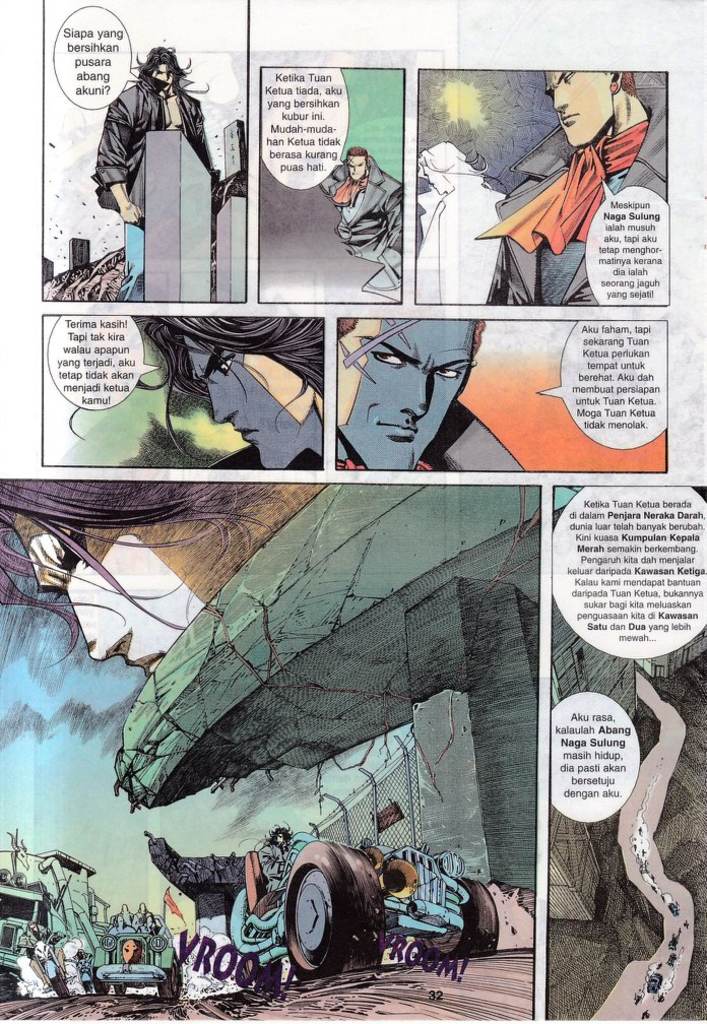 Siapa yang
bersihkan
pusara
abang
akuni?
Ketika Tuan
Ketua tiada, aku
yang bersihkan
kubur ini.
Mudah-muda-
han Ketua tidak
berasa kurang
puas hati.
Meskipun
Naga Sulung
ialah musuh
aku, tapi aku
tetap menghor-
matinya kerana
dia ialah
seorang jaguh
yang sejati!
Terima kasih!
Tapi tak kira
walau apapun
yang terjadi, aku
tetap tidak akan
menjadi ketua
kamu!
Aku faham, tapi
sekarang Tuan
Ketua perlukan
tempat untuk
berehat. Aku dah
membuat persiapan
untuk Tuan Ketua.
Moga Tuan Ketua
tidak menolak.
Ketika Tuan Ketua berada
di dalam Penjara Neraka Darah,
dunia luar telah banyak berubah.
Kini kuasa Kumpulan Kepala
Merah semakin berkembang.
Pengaruh kita dah menjalar
keluar daripada Kawasan Ketiga.
Kalau kami mendapat bantuan
daripada Tuan Ketua, bukannya
sukar bagi kita meluaskan
penguasaan kita di Kawasan
Satu dan Dua yang lebih
mewah...
Aku rasa,
kalaulah Abang
Naga Sulung
masih hidup,
dia pasti akan
bersetuju
dengan aku.
VROOM!
VROOM!
32